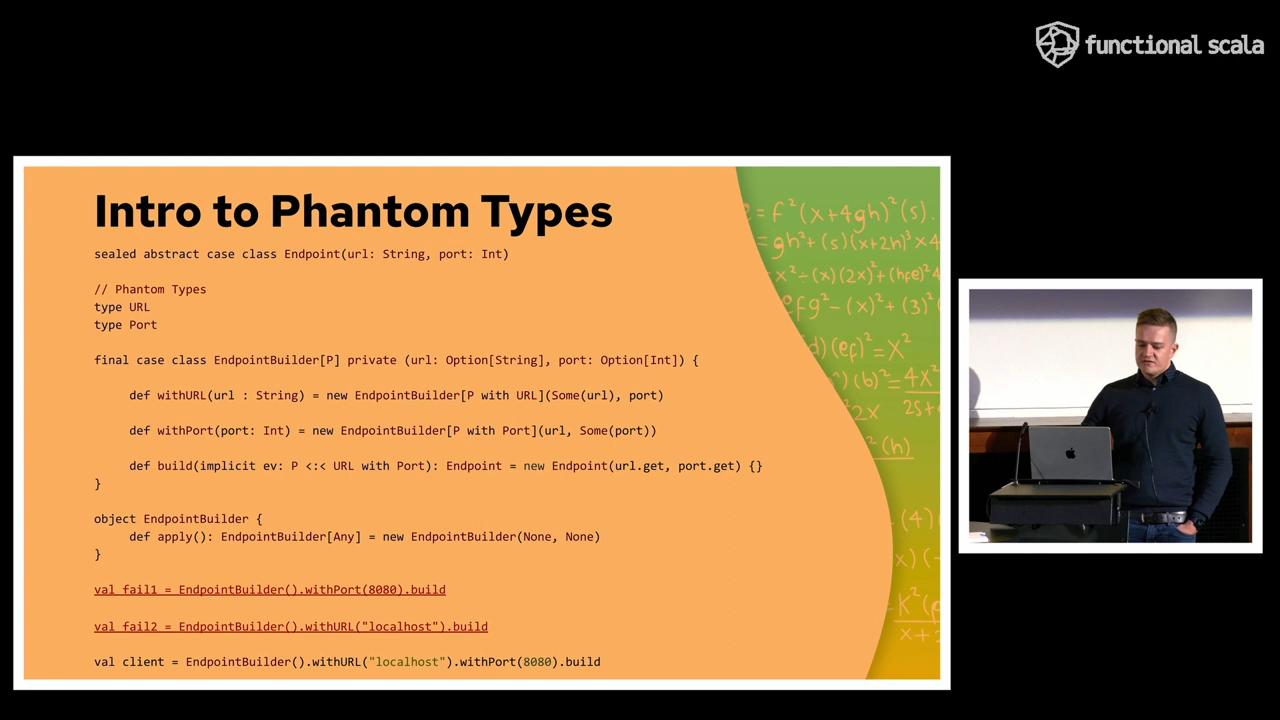 functional scala
Intro to Phantom Types
sealed abstract case class Endpoint(url: String, port: Int)
// Phantom Types
type URL
type Port
final case class EndpointBuilder[P] private (url: Option[String], port: Option[Int]) {
def withURL(url : String) = new EndpointBuilder[P with URL](Some(url), port)
def withPort(port: Int) = new EndpointBuilder[P with Port](url, Some(port))
def build(implicit ev: P <:< URL with Port): Endpoint = new Endpoint(url.get, port.get) {}
}
object EndpointBuilder {
def apply(): EndpointBuilder[Any] = new EndpointBuilder(None, None)
}
val fail1 = EndpointBuilder().withPort(8080).build
val fail2 = EndpointBuilder().withURL("localhost").build
val client = EndpointBuilder().withURL("localhost").withPort(8080).build